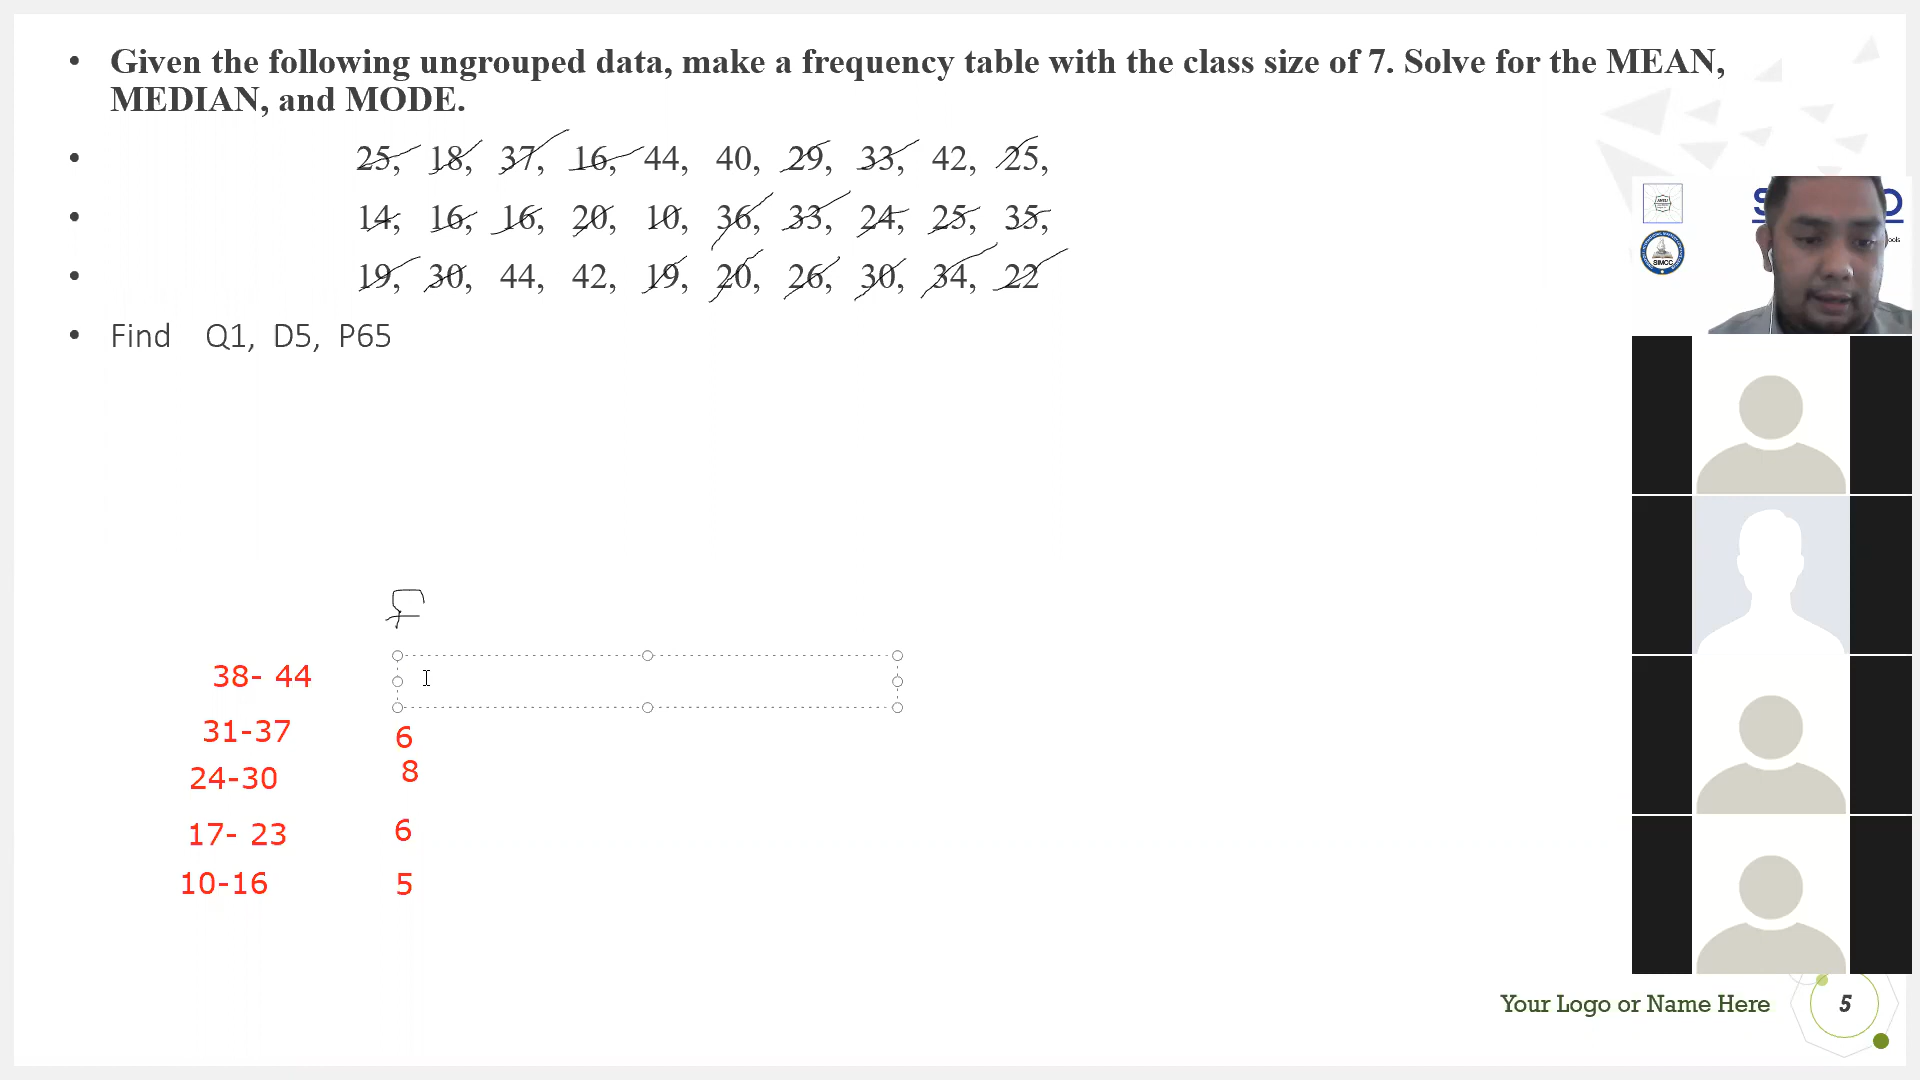 • Given the following ungrouped data, make a frequency table with the class size of 7. Solve for the MEAN,
MEDIAN, and MODE.
• 25, 18, 37, 16, 44, 40, 29, 33, 42, 25,
• 14, 16, 16, 20, 10, 36, 33, 24, 25, 35,
• 19, 30, 44, 42, 19, 20, 26, 30, 34, 22
• Find Q1, D5, P65
f
38- 44
31-37 6
24-30 8
17- 23 6
10-16 5
SIMCC
Your Logo or Name Here 5